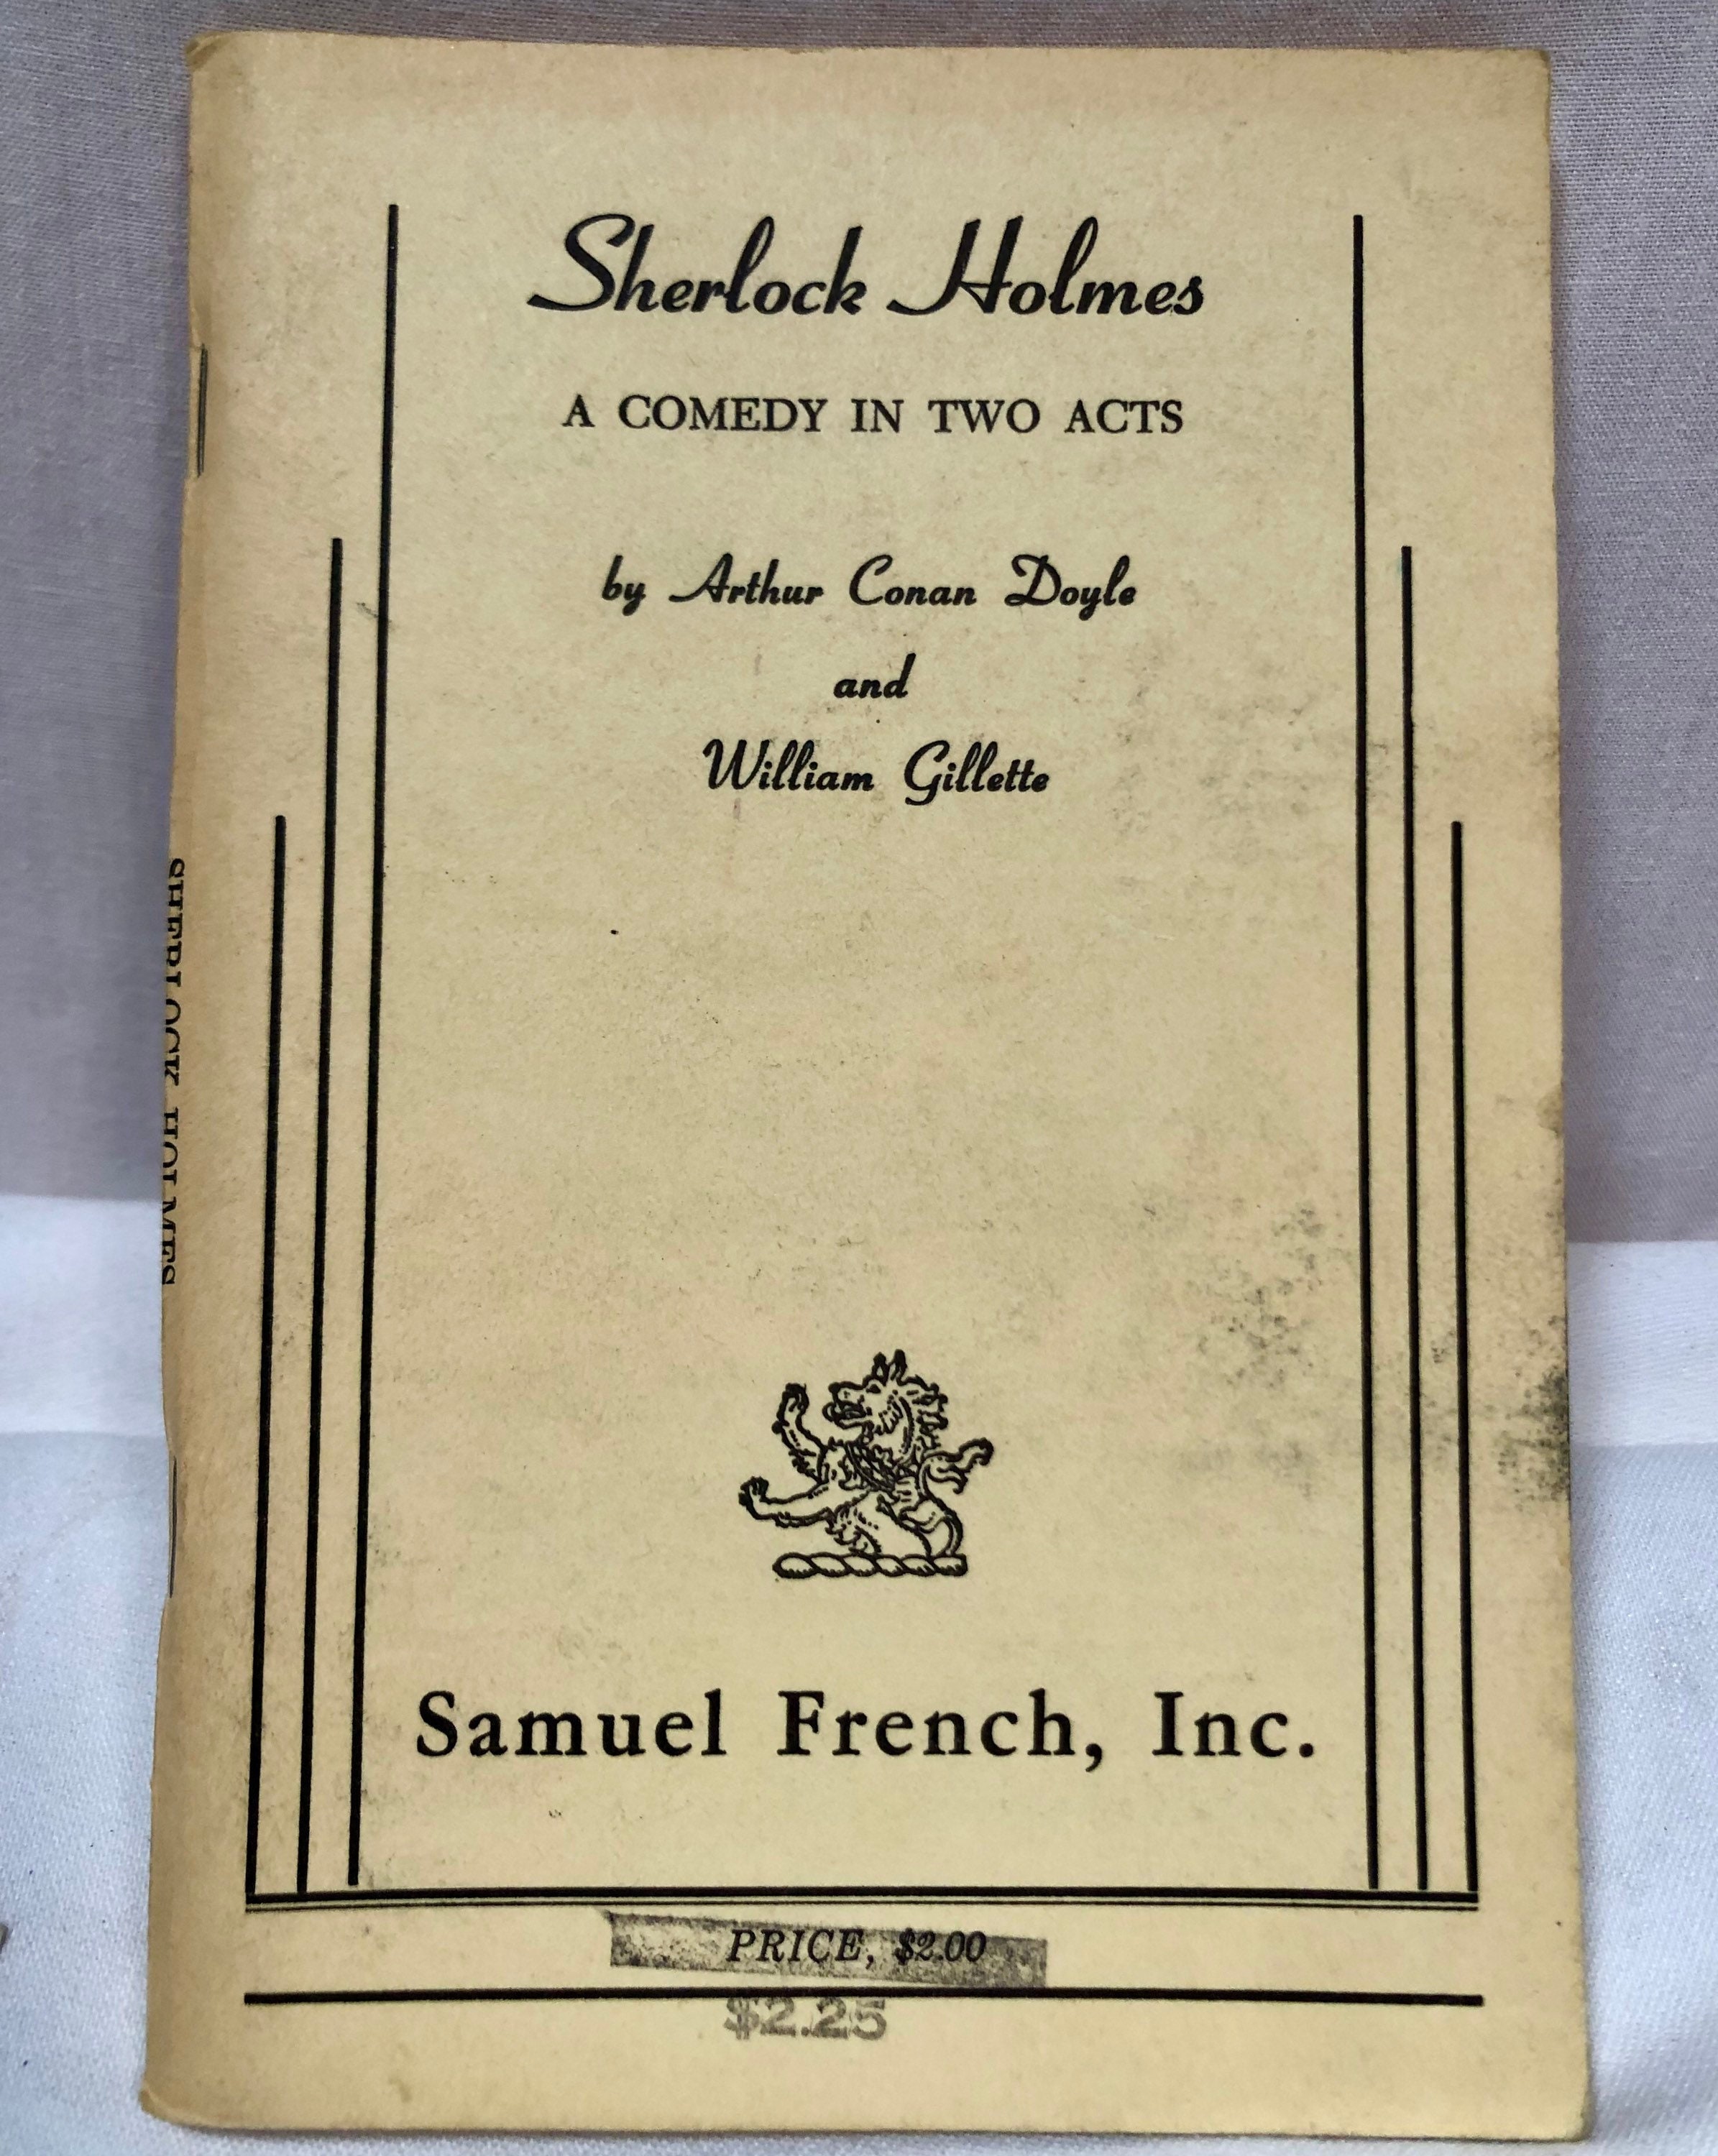 Sherlock Holmes
A COMEDY IN TWO ACTS
by Arthur Conan Doyle
and
William Gillette
SHERLOCK HOLMES
Samuel French, Inc.
PRICE, $2.00
$2.25